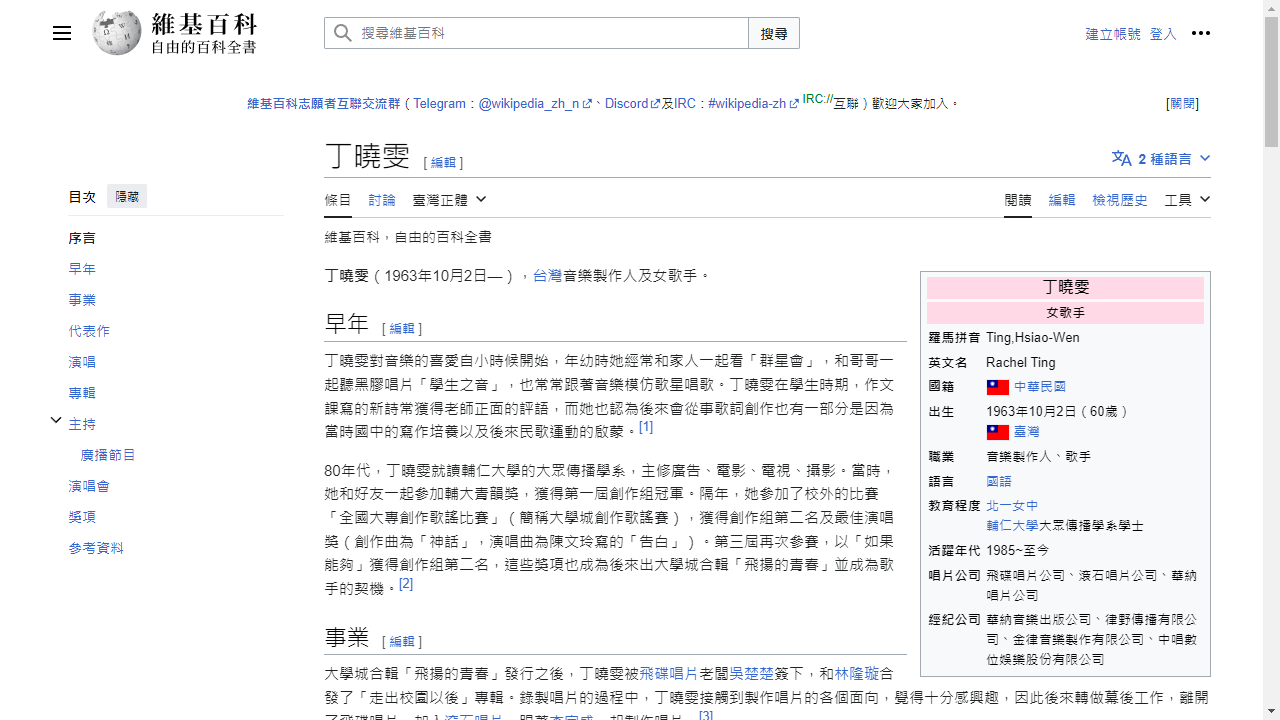 維基百科
自由的百科全書
搜尋維基百科
搜尋
建立帳號 登入
維基百科志願者互聯交流群（Telegram：@wikipedia_zh_n、Discord及IRC：#wikipedia-zh IRC://互聯）歡迎大家加入。
[關閉]
丁曉雯 [編輯]
2 種語言
目次 隱藏
序言
早年
事業
代表作
演唱
專輯
主持
廣播節目
演唱會
獎項
參考資料
條目 討論 臺灣正體
閱讀 編輯 檢視歷史 工具
維基百科，自由的百科全書
丁曉雯（1963年10月2日—），台灣音樂製作人及女歌手。
早年 [編輯]
丁曉雯對音樂的喜愛自小時候開始，年幼時她經常和家人一起看「群星會」，和哥哥一
起聽黑膠唱片「學生之音」，也常常跟著音樂模仿歌星唱歌。丁曉雯在學生時期，作文
課寫的新詩常獲得老師正面的評語，而她也認為後來會從事歌詞創作也有一部分是因為
當時國中的寫作培養以及後來民歌運動的啟蒙。[1]
80年代，丁曉雯就讀輔仁大學的大眾傳播學系，主修廣告、電影、電視、攝影。當時，
她和好友一起參加輔大青韻獎，獲得第一屆創作組冠軍。隔年，她參加了校外的比賽
「全國大專創作歌謠比賽」（簡稱大學城創作歌謠賽），獲得創作組第二名及最佳演唱
獎（創作曲為「神話」，演唱曲為陳文玲寫的「告白」）。第三屆再次參賽，以「如果
能夠」獲得創作組第二名，這些獎項也成為後來出大學城合輯「飛揚的青春」並成為歌
手的契機。[2]
事業 [編輯]
大學城合輯「飛揚的青春」發行之後，丁曉雯被飛碟唱片老闆吳楚楚簽下，和林隆璇合
發了「走出校園以後」專輯。錄製唱片的過程中，丁曉雯接觸到製作唱片的各個面向，覺得十分感興趣，因此後來轉做幕後工作，離開
了飛碟唱片，加入滾石唱片，跟著李宗盛一起製作唱片。[3]
丁曉雯
女歌手
羅馬拼音 Ting,Hsiao-Wen
英文名 Rachel Ting
國籍 中華民國
出生 1963年10月2日（60歲）
臺灣
職業 音樂製作人、歌手
語言 國語
教育程度 北一女中
輔仁大學大眾傳播學系學士
活躍年代 1985~至今
唱片公司 飛碟唱片公司、滾石唱片公司、華納
唱片公司
經紀公司 華納音樂出版公司、律野傳播有限公
司、金律音樂製作有限公司、中唱數
位娛樂股份有限公司